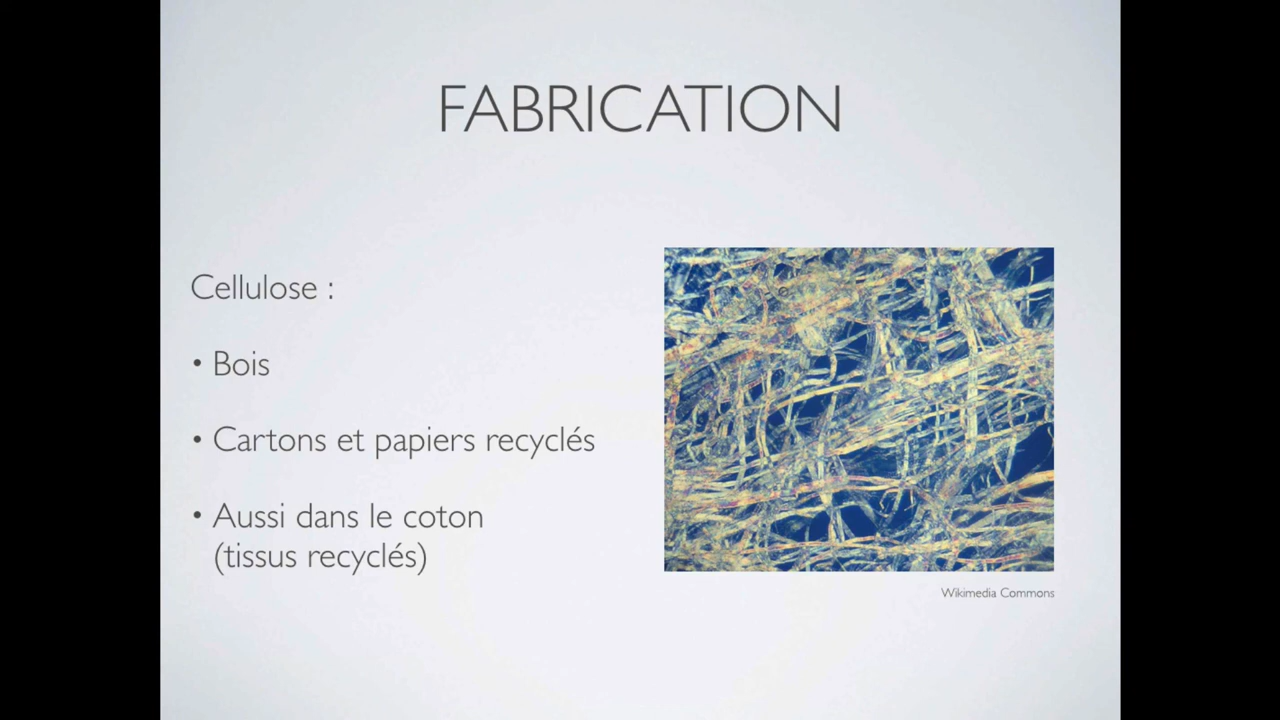 FABRICATION
Cellulose :
• Bois
• Cartons et papiers recyclés
• Aussi dans le coton
(tissus recyclés)
Wikimedia Commons